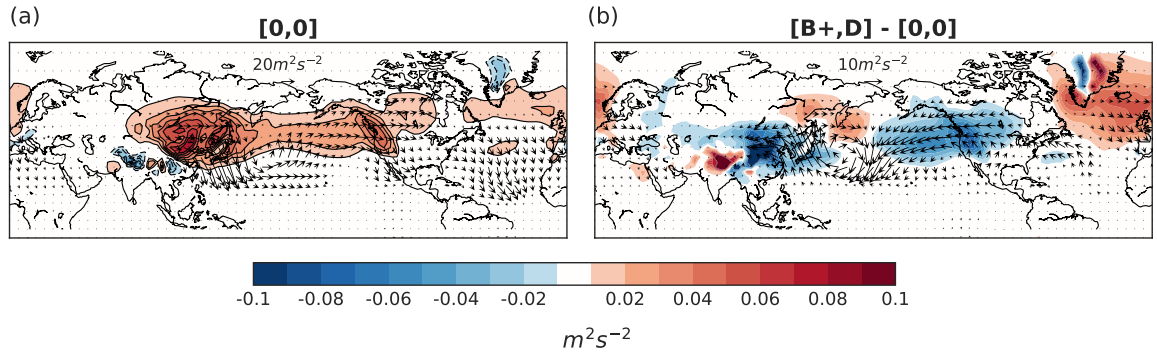 (a)
[0,0]
(b)
[B+,D] - [0,0]
20m²s⁻²
10m²s⁻²
-0.1 -0.08 -0.06 -0.04 -0.02 0.02 0.04 0.06 0.08 0.1
m²s⁻²